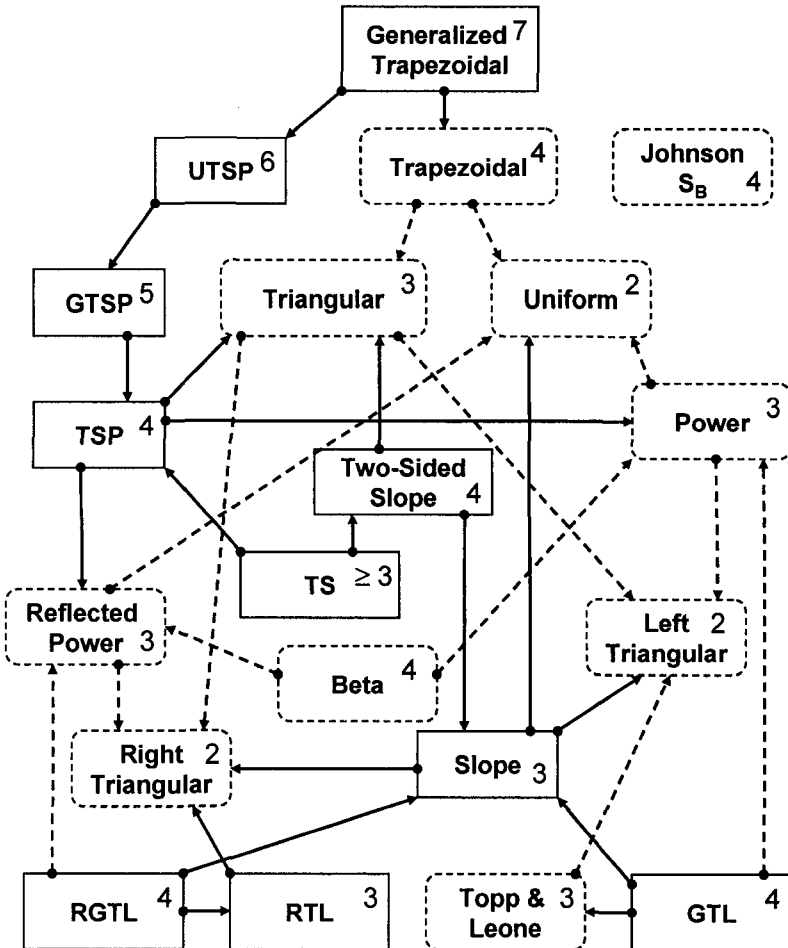 Generalized 7
Trapezoidal
UTSP 6
Trapezoidal 4
Johnson
S_B 4
GTSP 5
Triangular 3
Uniform 2
TSP 4
Power 3
Two-Sided
Slope 4
TS ≥ 3
Reflected
Power 3
Left 2
Triangular
Beta 4
Right 2
Triangular
Slope 3
RGTL 4
RTL 3
Topp & 3
Leone
GTL 4